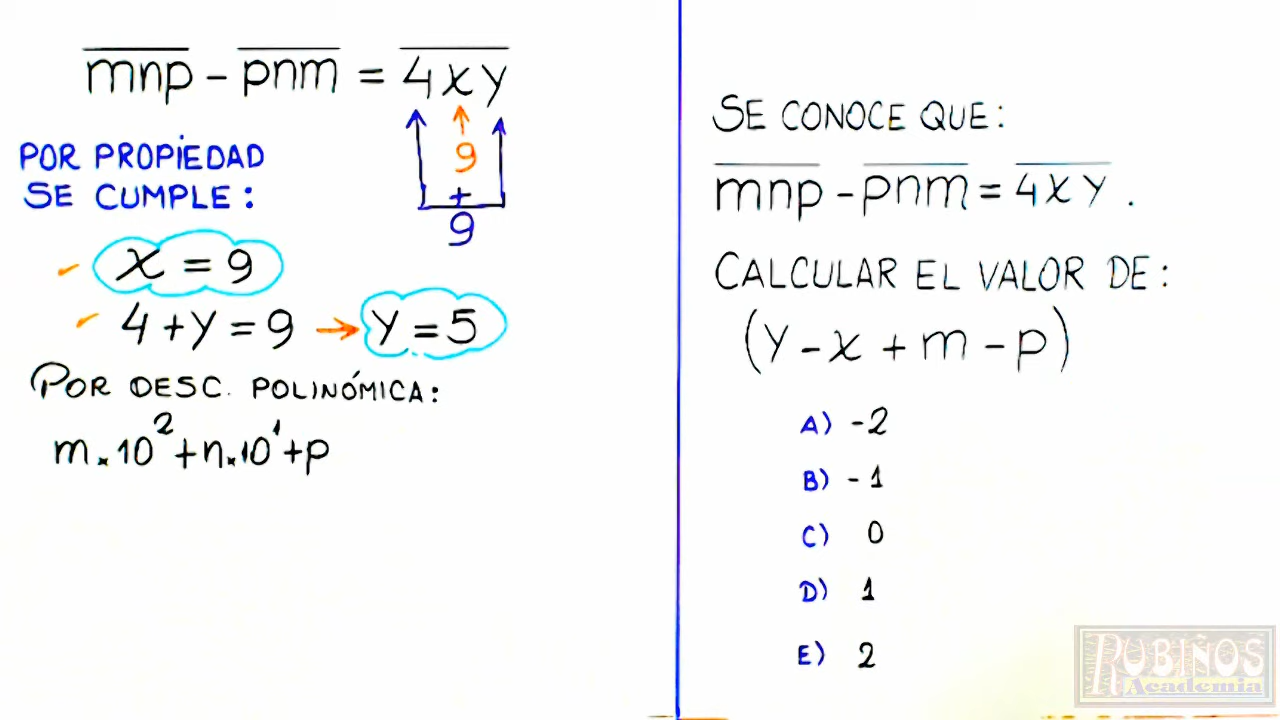 mnp - pnm = 4xy
9
+
9
POR PROPIEDAD
SE CUMPLE:
x = 9
4 + y = 9 → y = 5
POR DESC. POLINÓMICA:
m×10² + n×10¹ + p
SE CONOCE QUE:
mnp - pnm = 4xy.
CALCULAR EL VALOR DE:
(y - x + m - p)
A) -2
B) -1
C) 0
D) 1
E) 2
RUBIÑOS
Academia